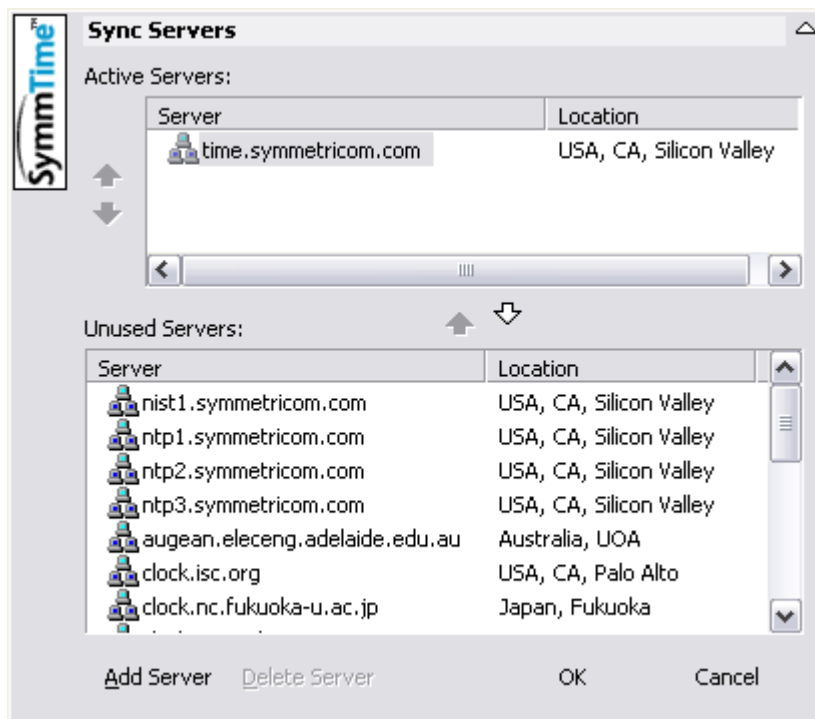 SymmTime
Sync Servers
Active Servers:
Server Location
time.symmetricom.com USA, CA, Silicon Valley
Unused Servers:
Server Location
nist1.symmetricom.com USA, CA, Silicon Valley
ntp1.symmetricom.com USA, CA, Silicon Valley
ntp2.symmetricom.com USA, CA, Silicon Valley
ntp3.symmetricom.com USA, CA, Silicon Valley
augean.eleceng.adelaide.edu.au Australia, UOA
clock.isc.org USA, CA, Palo Alto
clock.nc.fukuoka-u.ac.jp Japan, Fukuoka
Add Server Delete Server OK Cancel